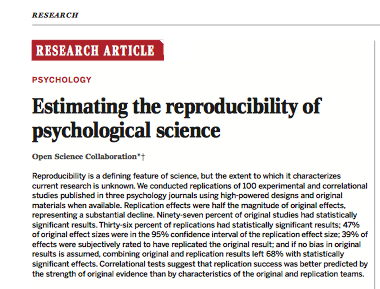 RESEARCH
RESEARCH ARTICLE
PSYCHOLOGY
Estimating the reproducibility of
psychological science
Open Science Collaboration*†
Reproducibility is a defining feature of science, but the extent to which it characterizes
current research is unknown. We conducted replications of 100 experimental and correlational
studies published in three psychology journals using high-powered designs and original
materials when available. Replication effects were half the magnitude of original effects,
representing a substantial decline. Ninety-seven percent of original studies had statistically
significant results. Thirty-six percent of replications had statistically significant results; 47%
of original effect sizes were in the 95% confidence interval of the replication effect size; 39% of
effects were subjectively rated to have replicated the original result; and if no bias in original
results is assumed, combining original and replication results left 68% with statistically
significant effects. Correlational tests suggest that replication success was better predicted by
the strength of original evidence than by characteristics of the original and replication teams.